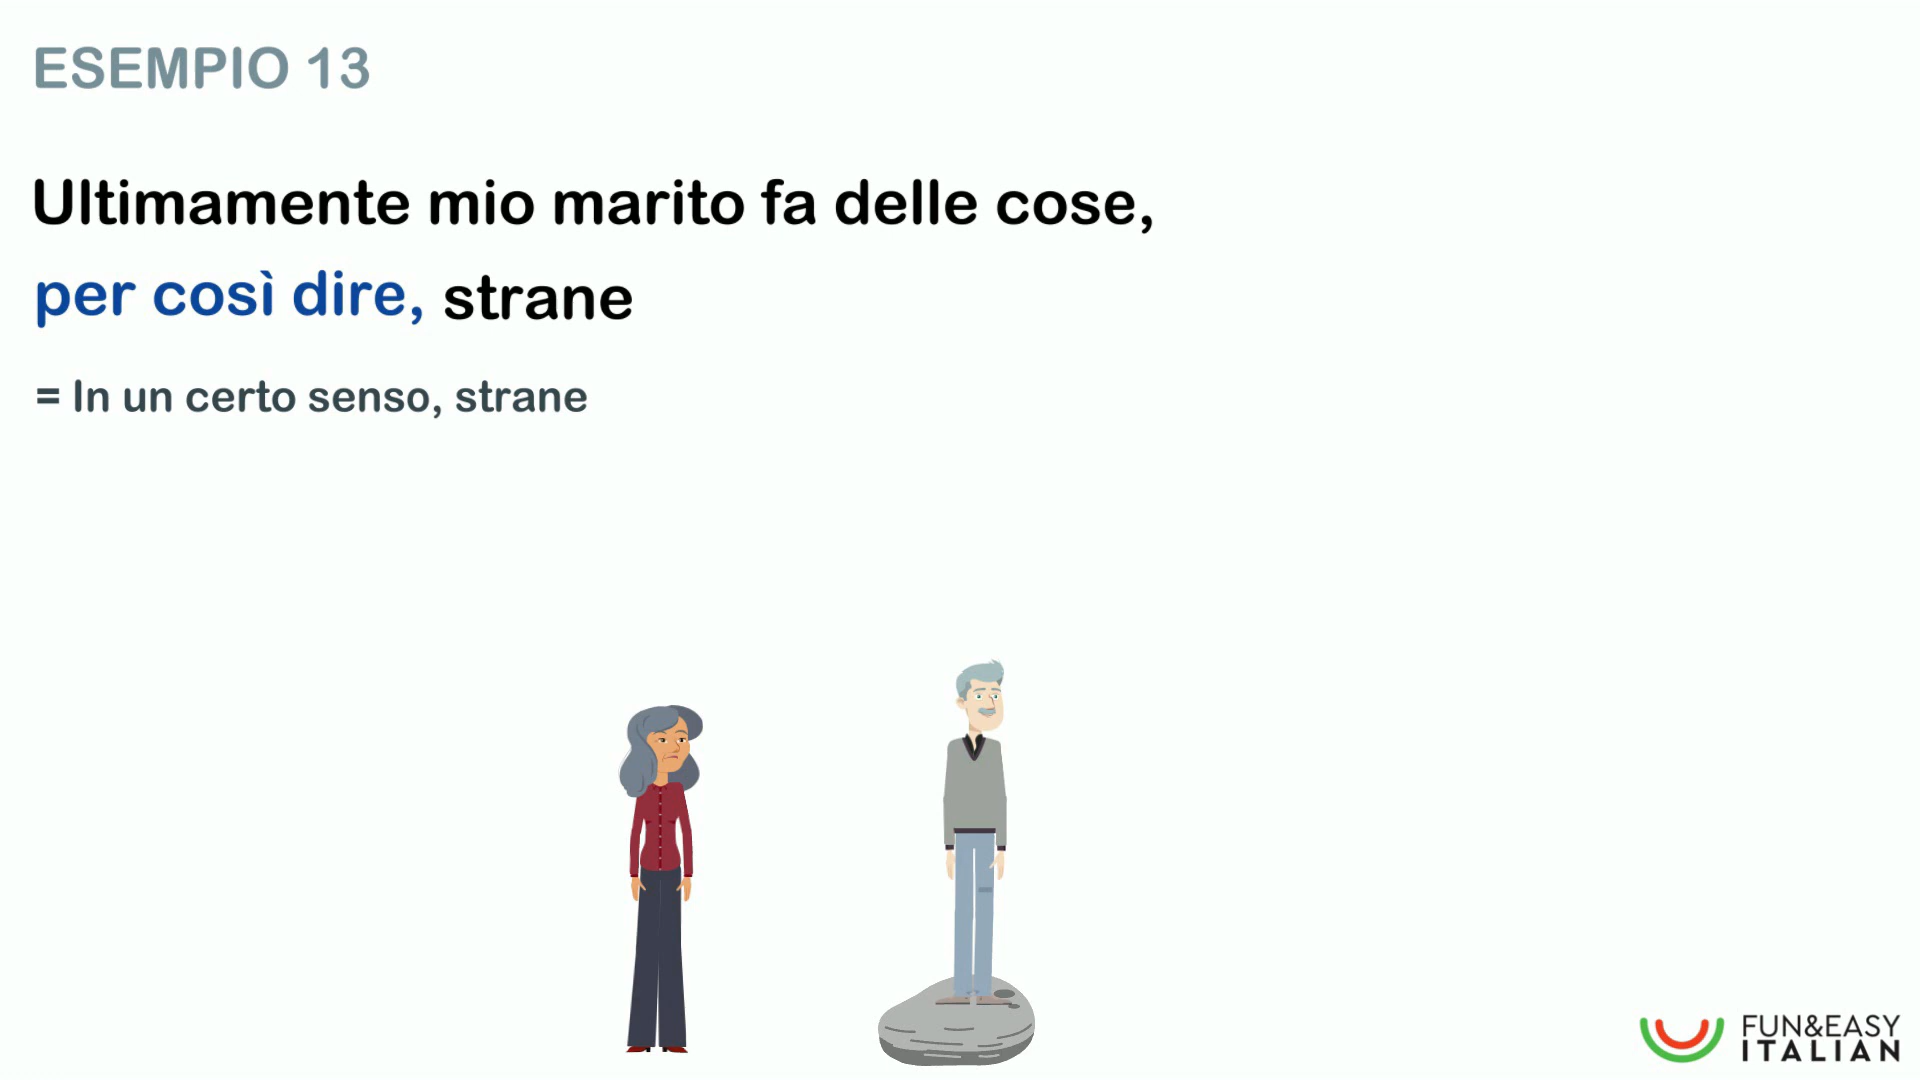 ESEMPIO 13
Ultimamente mio marito fa delle cose,
per così dire, strane
= In un certo senso, strane
FUN&EASY
ITALIAN